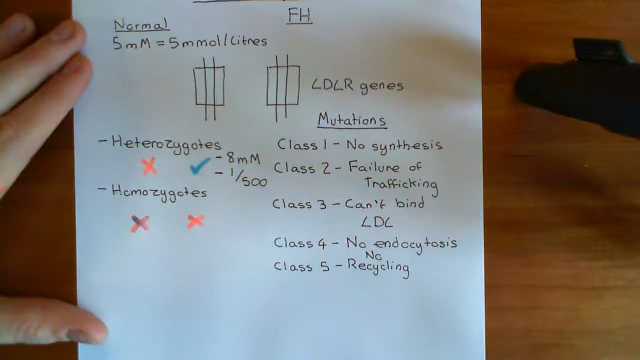 FH
Normal
5mM = 5mmol/Litres
LDLR genes
Mutations
- Heterozygotes
- 8mM
- 1/500
- Homozygotes
Class 1 - No synthesis
Class 2 - Failure of
Trafficking
Class 3 - Can't bind
LDL
Class 4 - No endocytosis
No
Class 5 - Recycling